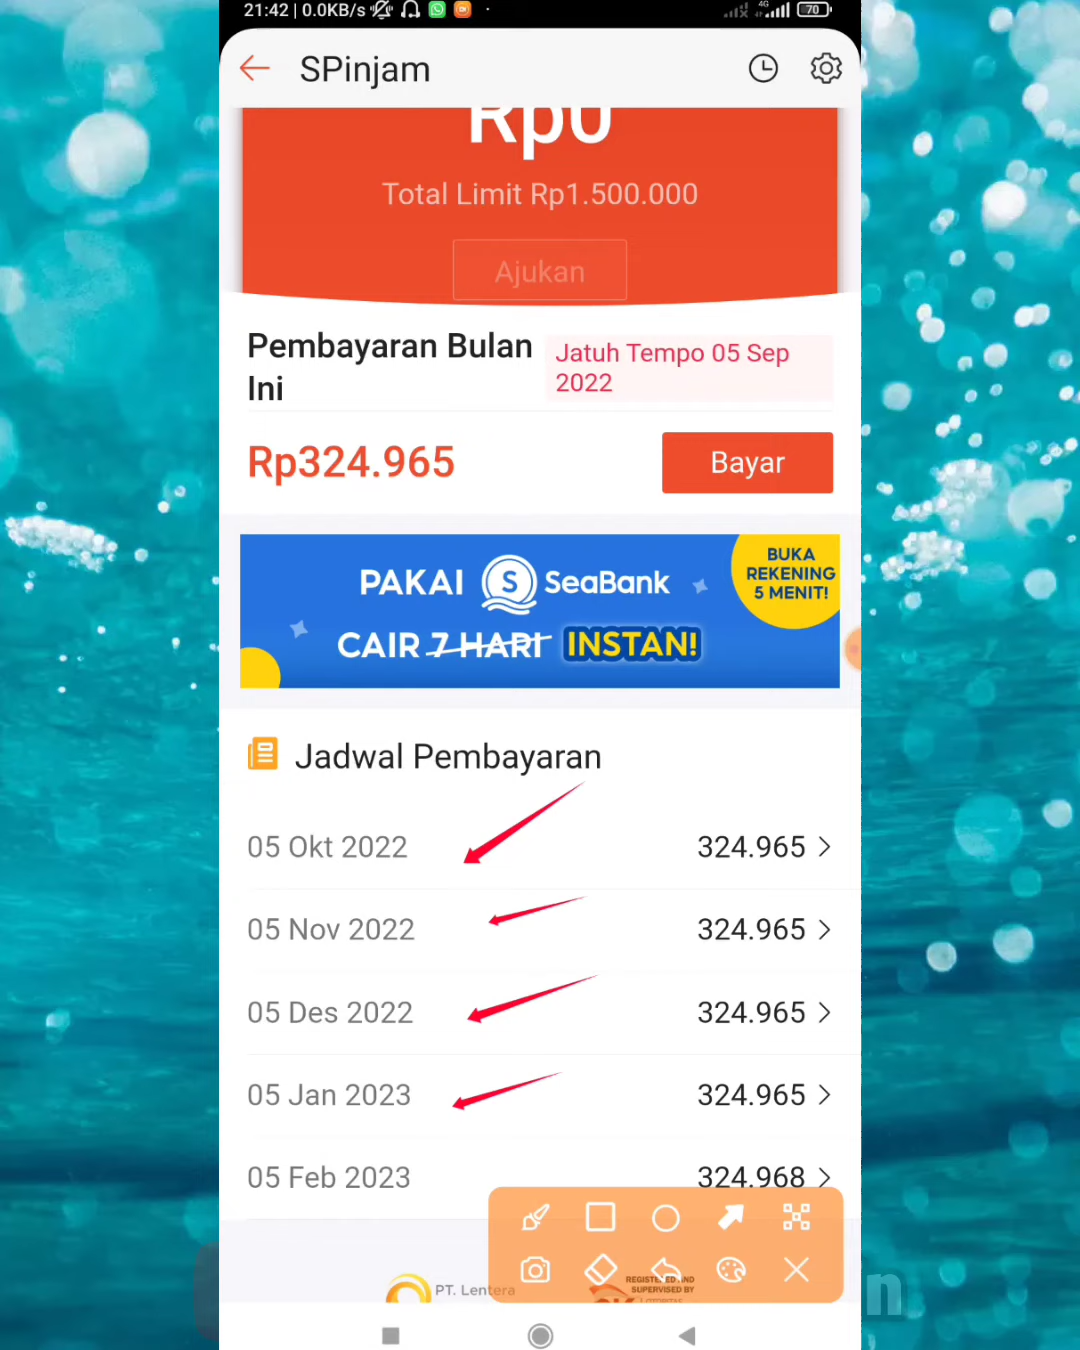 21:42 | 0.0KB/s
4G
70
SPinjam
Rp0
Total Limit Rp1.500.000
Ajukan
Pembayaran Bulan Ini
Jatuh Tempo 05 Sep 2022
Rp324.965
Bayar
PAKAI S SeaBank
CAIR 7 HARI INSTAN!
BUKA
REKENING
5 MENIT!
Jadwal Pembayaran
05 Okt 2022 324.965
05 Nov 2022 324.965
05 Des 2022 324.965
05 Jan 2023 324.965
05 Feb 2023 324.968
PT. Lentera
REGISTERED AND
SUPERVISED BY
n